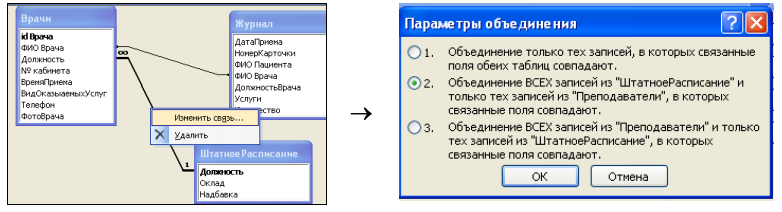 Врачи
id Врача
ФИО Врача
Должность
№ кабинета
ВремяПриема
ВидОказываемыхУслуг
Телефон
ФотоВрача
Журнал
ДатаПриема
НомерКарточки
ФИО Пациента
ФИО Врача
ДолжностьВрача
Услуги
ество
∞
Изменить связь...
Удалить
1
ШтатноеРасписание
Должность
Оклад
Надбавка
→
Параметры объединения
1. Объединение только тех записей, в которых связанные
поля обеих таблиц совпадают.
2. Объединение ВСЕХ записей из "ШтатноеРасписание" и
только тех записей из "Преподаватели", в которых
связанные поля совпадают.
3. Объединение ВСЕХ записей из "Преподаватели" и только
тех записей из "ШтатноеРасписание", в которых
связанные поля совпадают.
ОК
Отмена